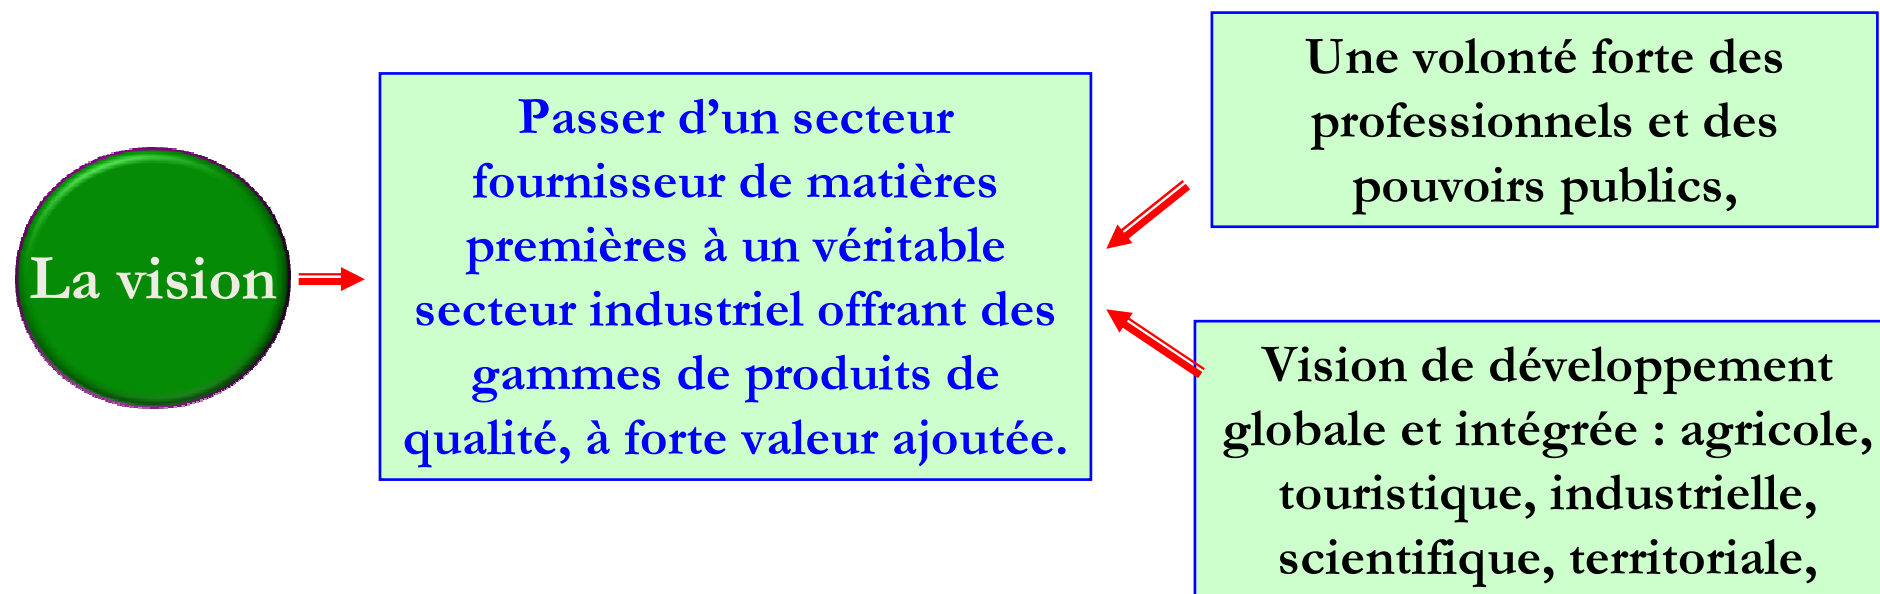 La vision
Passer d’un secteur
fournisseur de matières
premières à un véritable
secteur industriel offrant des
gammes de produits de
qualité, à forte valeur ajoutée.
Une volonté forte des
professionnels et des
pouvoirs publics,
Vision de développement
globale et intégrée : agricole,
touristique, industrielle,
scientifique, territoriale,